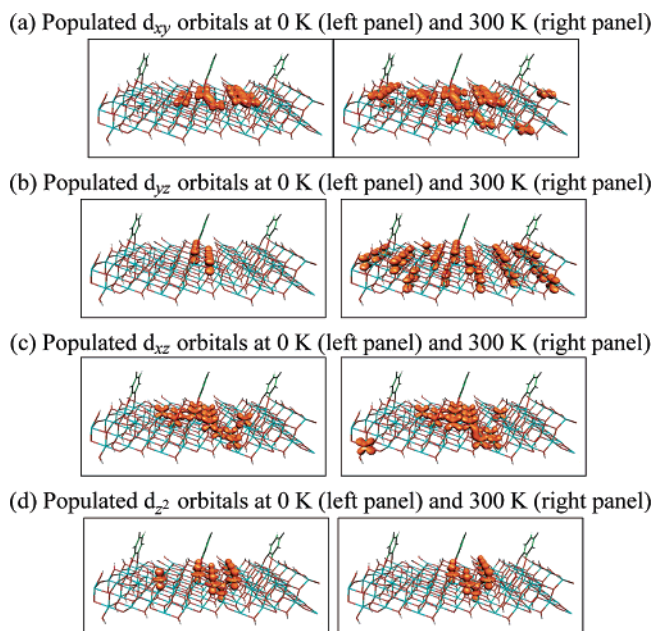 (a) Populated dxy orbitals at 0 K (left panel) and 300 K (right panel)
(b) Populated dyz orbitals at 0 K (left panel) and 300 K (right panel)
(c) Populated dxz orbitals at 0 K (left panel) and 300 K (right panel)
(d) Populated dz2 orbitals at 0 K (left panel) and 300 K (right panel)